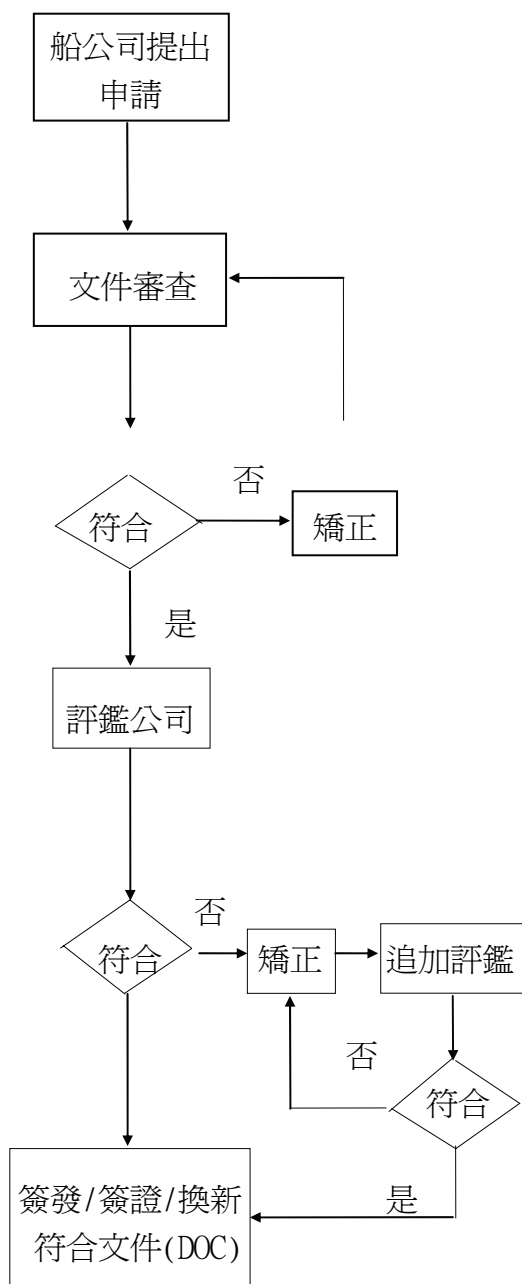 船公司提出
申請
文件審查
否
符合
矯正
是
評鑑公司
否
符合
矯正
追加評鑑
否
符合
是
簽發/簽證/換新
符合文件(DOC)